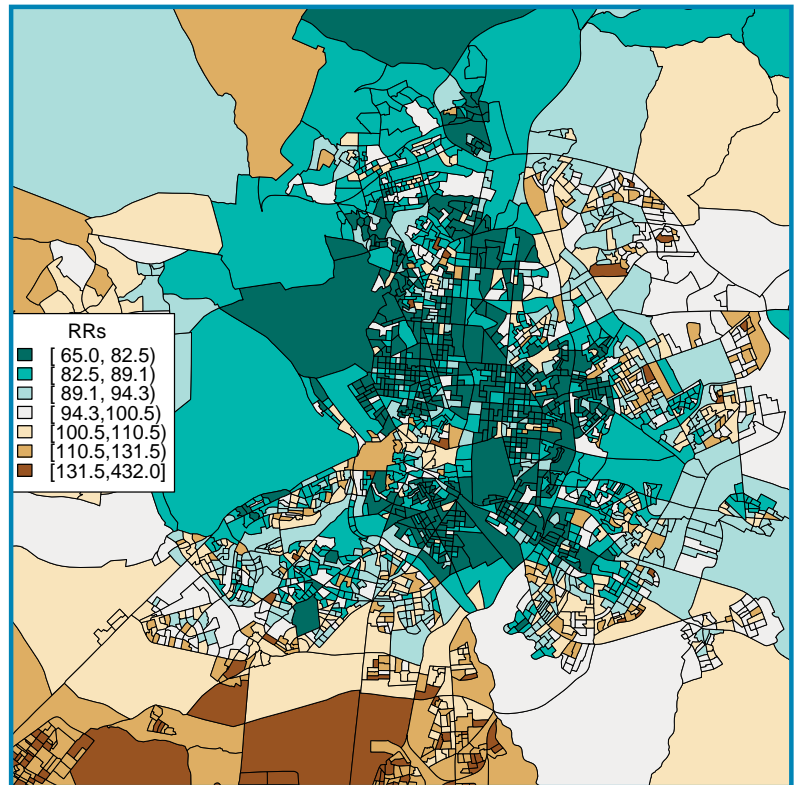 RRs
[ 65.0, 82.5)
[ 82.5, 89.1)
[ 89.1, 94.3)
[ 94.3,100.5)
[100.5,110.5)
[110.5,131.5)
[131.5,432.0]